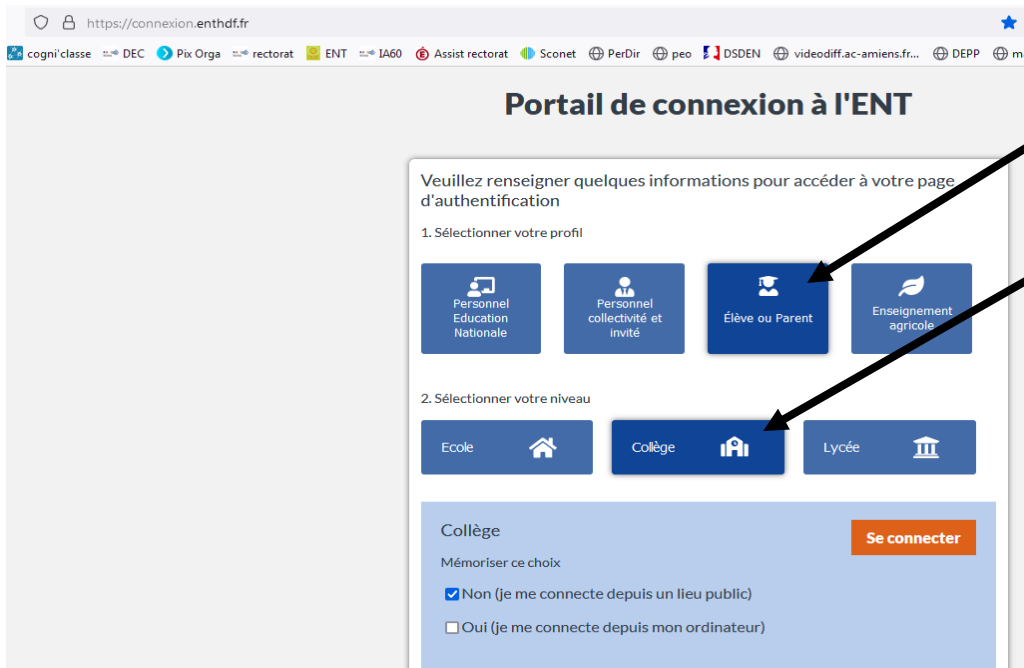 https://connexion.enthdf.fr
cogni'classe DEC Pix Orga rectorat ENT IA60 Assist rectorat Sconet PerDir peo DSDEN videodiff.ac-amiens.fr... DEPP
Portail de connexion à l'ENT
Veuillez renseigner quelques informations pour accéder à votre page
d'authentification
1. Sélectionner votre profil
Personnel
Education
Nationale
Personnel
collectivité et
invité
Élève ou Parent
Enseignement
agricole
2. Sélectionner votre niveau
Ecole
Collège
Lycée
Collège
Se connecter
Mémoriser ce choix
Non (je me connecte depuis un lieu public)
Oui (je me connecte depuis mon ordinateur)